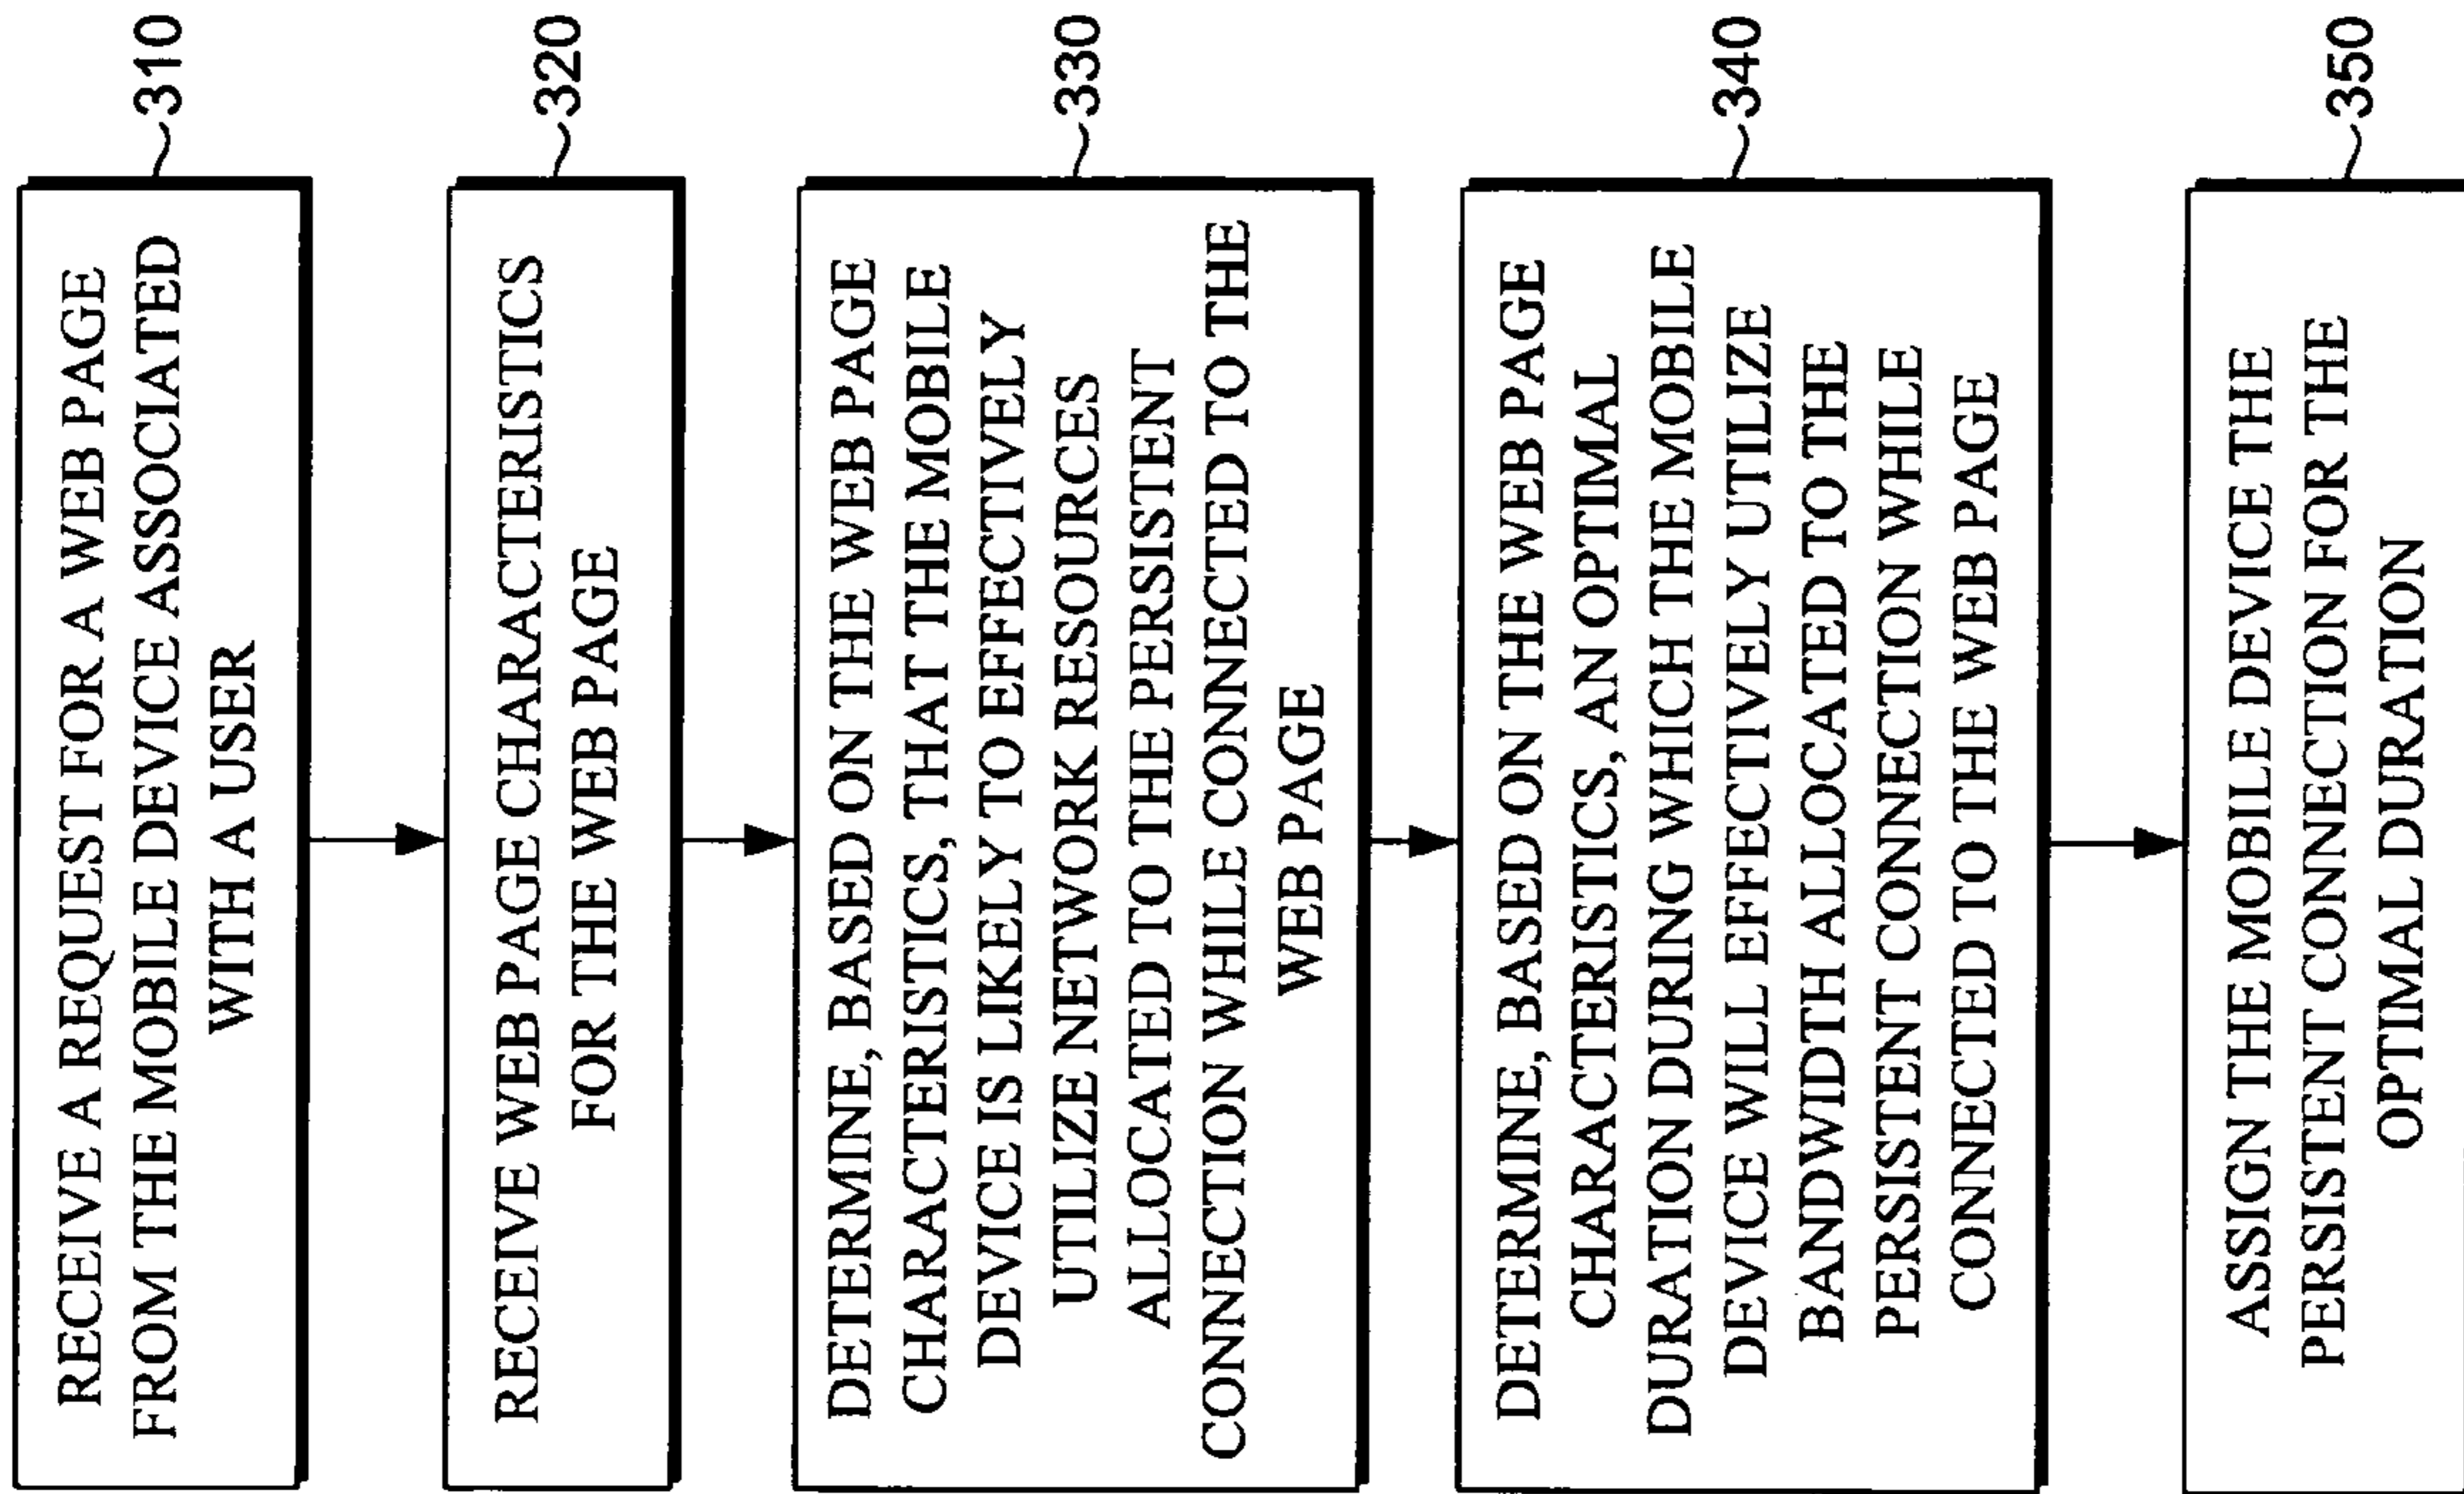 RECEIVE A REQUEST FOR A WEB PAGE
FROM THE MOBILE DEVICE ASSOCIATED
WITH A USER
310
RECEIVE WEB PAGE CHARACTERISTICS
FOR THE WEB PAGE
320
DETERMINE, BASED ON THE WEB PAGE
CHARACTERISTICS, THAT THE MOBILE
DEVICE IS LIKELY TO EFFECTIVELY
UTILIZE NETWORK RESOURCES
ALLOCATED TO THE PERSISTENT
CONNECTION WHILE CONNECTED TO THE
WEB PAGE
330
DETERMINE, BASED ON THE WEB PAGE
CHARACTERISTICS, AN OPTIMAL
DURATION DURING WHICH THE MOBILE
DEVICE WILL EFFECTIVELY UTILIZE
BANDWIDTH ALLOCATED TO THE
PERSISTENT CONNECTION WHILE
CONNECTED TO THE WEB PAGE
340
ASSIGN THE MOBILE DEVICE THE
PERSISTENT CONNECTION FOR THE
OPTIMAL DURATION
350